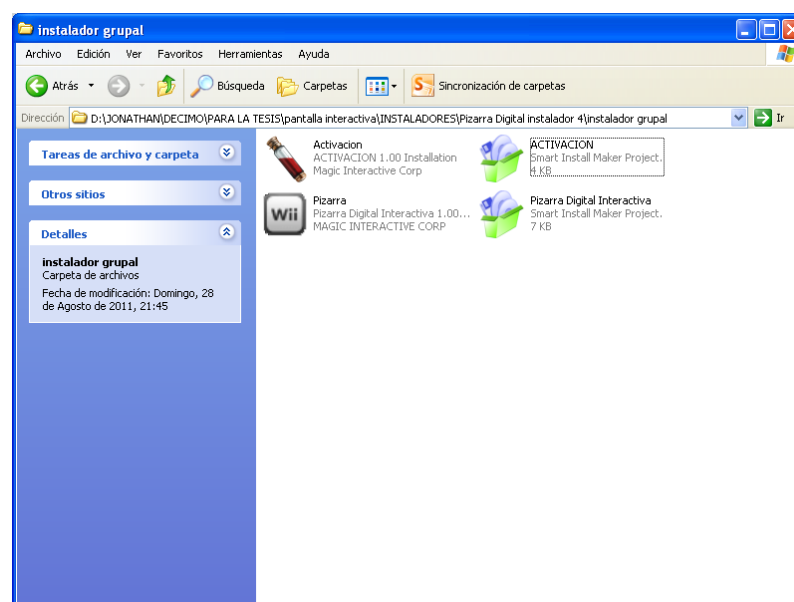 instalador grupal
Archivo Edición Ver Favoritos Herramientas Ayuda
Atrás Búsqueda Carpetas Sincronización de carpetas
Dirección D:\JONATHAN\DECIMO\PARA LA TESIS\pantalla interactiva\INSTALADORES\Pizarra Digital instalador 4\instalador grupal Ir
Tareas de archivo y carpeta
Otros sitios
Detalles
instalador grupal
Carpeta de archivos
Fecha de modificación: Domingo, 28
de Agosto de 2011, 21:45
Activacion
ACTIVACION 1.00 Installation
Magic Interactive Corp
ACTIVACION
Smart Install Maker Project.
4 KB
Wii
Pizarra
Pizarra Digital Interactiva 1.00...
MAGIC INTERACTIVE CORP
Pizarra Digital Interactiva
Smart Install Maker Project.
7 KB